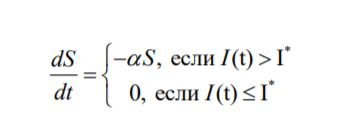 dS/dt = { −αS, если I(t) > I*
0, если I(t) ≤ I*